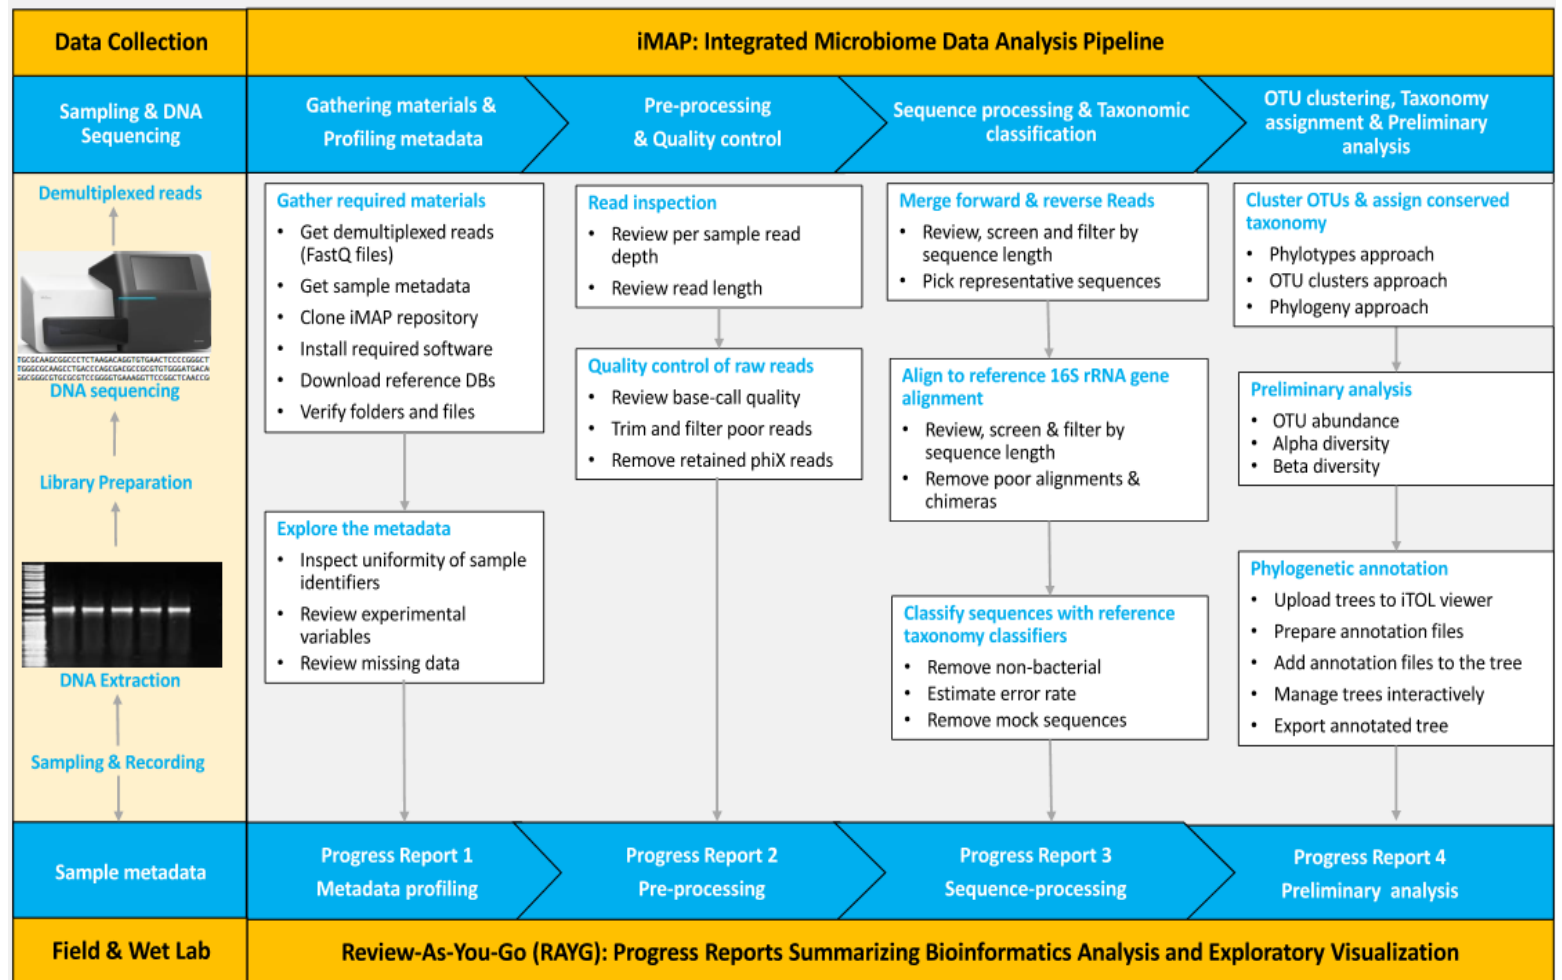 Data Collection
iMAP: Integrated Microbiome Data Analysis Pipeline
Sampling & DNA
Sequencing
Gathering materials &
Profiling metadata
Pre-processing
& Quality control
Sequence processing & Taxonomic
classification
OTU clustering, Taxonomy
assignment & Preliminary
analysis
Demultiplexed reads
DNA sequencing
Library Preparation
DNA Extraction
Sampling & Recording
Gather required materials
• Get demultiplexed reads
(FastQ files)
• Get sample metadata
• Clone iMAP repository
• Install required software
• Download reference DBs
• Verify folders and files
Explore the metadata
• Inspect uniformity of sample
identifiers
• Review experimental
variables
• Review missing data
Read inspection
• Review per sample read
depth
• Review read length
Quality control of raw reads
• Review base-call quality
• Trim and filter poor reads
• Remove retained phiX reads
Merge forward & reverse Reads
• Review, screen and filter by
sequence length
• Pick representative sequences
Align to reference 16S rRNA gene
alignment
• Review, screen & filter by
sequence length
• Remove poor alignments &
chimeras
Classify sequences with reference
taxonomy classifiers
• Remove non-bacterial
• Estimate error rate
• Remove mock sequences
Cluster OTUs & assign conserved
taxonomy
• Phylotypes approach
• OTU clusters approach
• Phylogeny approach
Preliminary analysis
• OTU abundance
• Alpha diversity
• Beta diversity
Phylogenetic annotation
• Upload trees to iTOL viewer
• Prepare annotation files
• Add annotation files to the tree
• Manage trees interactively
• Export annotated tree
Sample metadata
Progress Report 1
Metadata profiling
Progress Report 2
Pre-processing
Progress Report 3
Sequence-processing
Progress Report 4
Preliminary analysis
Field & Wet Lab
Review-As-You-Go (RAYG): Progress Reports Summarizing Bioinformatics Analysis and Exploratory Visualization